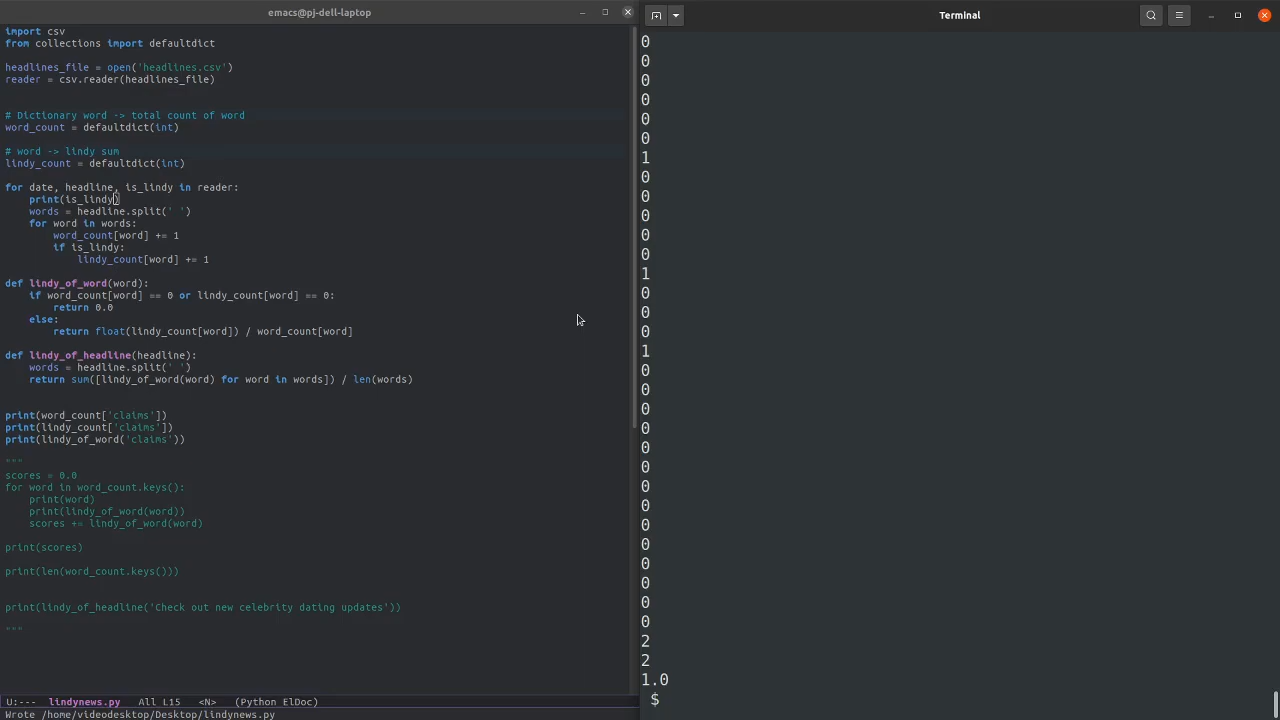 emacs@pj-dell-laptop
import csv
from collections import defaultdict
headlines_file = open('headlines.csv')
reader = csv.reader(headlines_file)
# Dictionary word -> total count of word
word_count = defaultdict(int)
# word -> lindy sum
lindy_count = defaultdict(int)
for date, headline, is_lindy in reader:
    print(is_lindy)
    words = headline.split(' ')
    for word in words:
        word_count[word] += 1
        if is_lindy:
            lindy_count[word] += 1
def lindy_of_word(word):
    if word_count[word] == 0 or lindy_count[word] == 0:
        return 0.0
    else:
        return float(lindy_count[word]) / word_count[word]
def lindy_of_headline(headline):
    words = headline.split(' ')
    return sum([lindy_of_word(word) for word in words]) / len(words)
print(word_count['claims'])
print(lindy_count['claims'])
print(lindy_of_word('claims'))
"""
scores = 0.0
for word in word_count.keys():
    print(word)
    print(lindy_of_word(word))
    scores += lindy_of_word(word)
print(scores)
print(len(word_count.keys()))
print(lindy_of_headline('Check out new celebrity dating updates'))
"""
U:--- lindynews.py All L15 <N> (Python ElDoc)
Wrote /home/videodesktop/Desktop/lindynews.py
Terminal
0
0
0
0
0
0
1
0
0
0
0
0
1
0
0
0
1
0
0
0
0
0
0
0
0
0
0
0
0
0
0
2
2
1.0
$